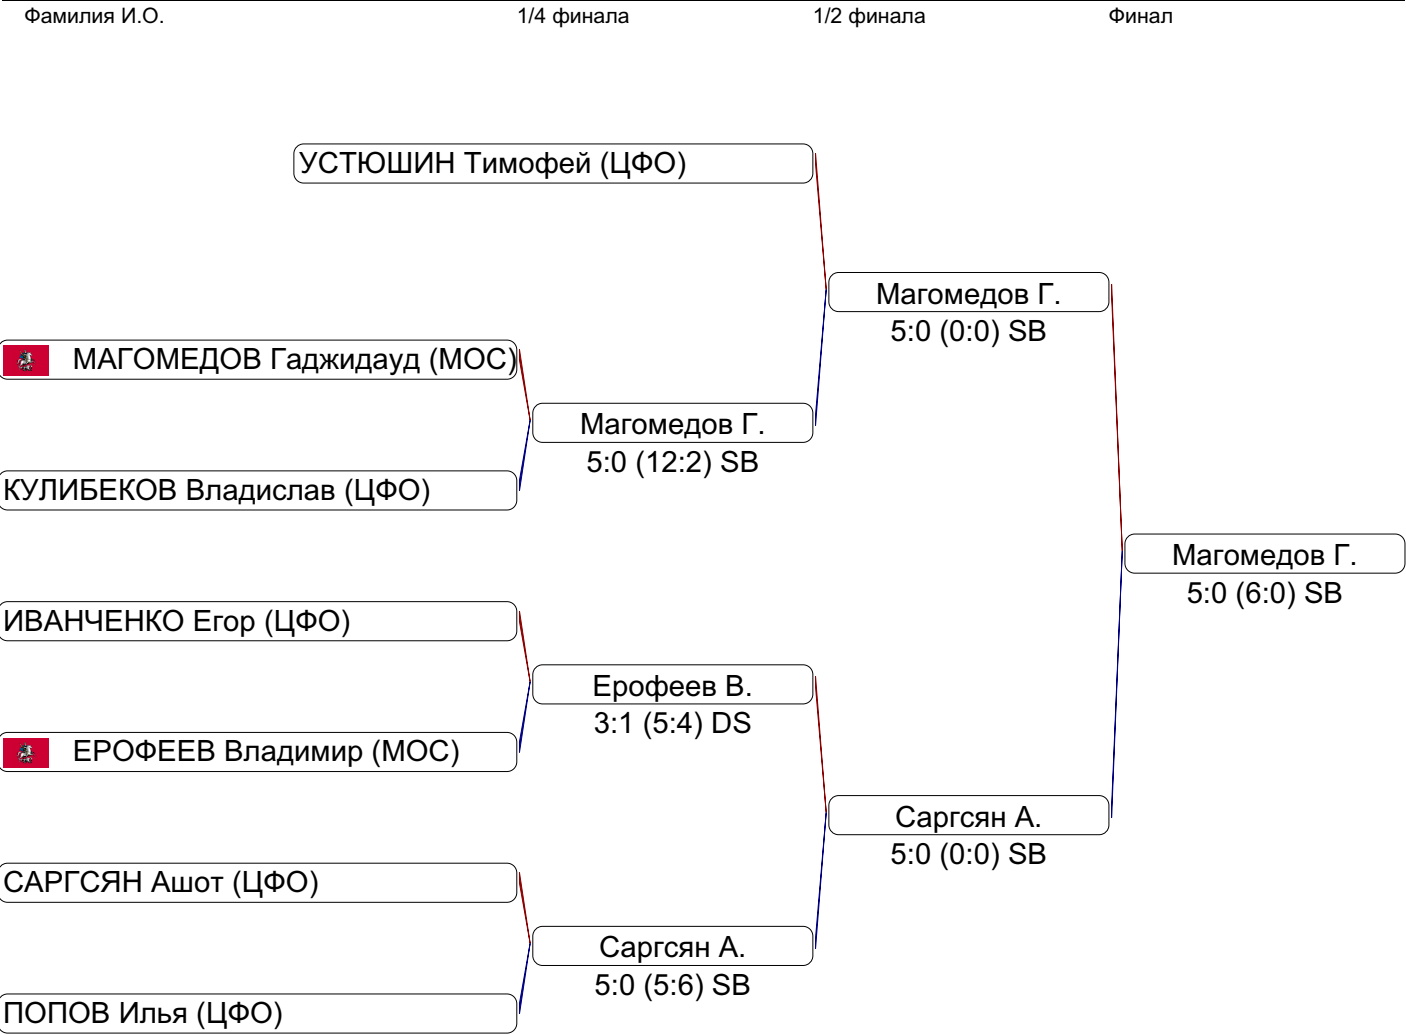 Фамилия И.О. 1/4 финала 1/2 финала Финал
УСТЮШИН Тимофей (ЦФО)
Магомедов Г.
5:0 (0:0) SB
МАГОМЕДОВ Гаджидауд (МОС)
Магомедов Г.
5:0 (12:2) SB
КУЛИБЕКОВ Владислав (ЦФО)
Магомедов Г.
5:0 (6:0) SB
ИВАНЧЕНКО Егор (ЦФО)
Ерофеев В.
3:1 (5:4) DS
ЕРОФЕЕВ Владимир (МОС)
Саргсян А.
5:0 (0:0) SB
САРГСЯН Ашот (ЦФО)
Саргсян А.
5:0 (5:6) SB
ПОПОВ Илья (ЦФО)